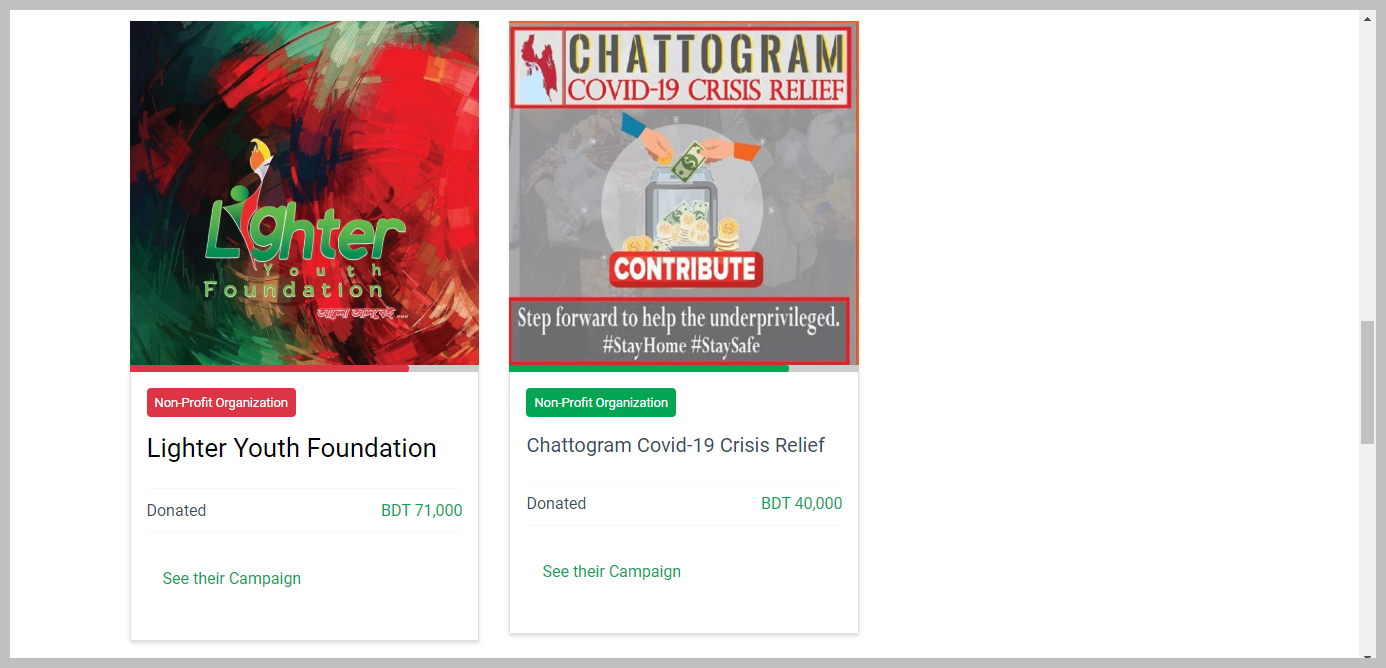 Lighter
Youth
Foundation
আলো আসবেই ...
Non-Profit Organization
Lighter Youth Foundation
Donated BDT 71,000
See their Campaign
CHATTOGRAM
COVID-19 CRISIS RELIEF
CONTRIBUTE
Step forward to help the underprivileged.
#StayHome #StaySafe
Non-Profit Organization
Chattogram Covid-19 Crisis Relief
Donated BDT 40,000
See their Campaign